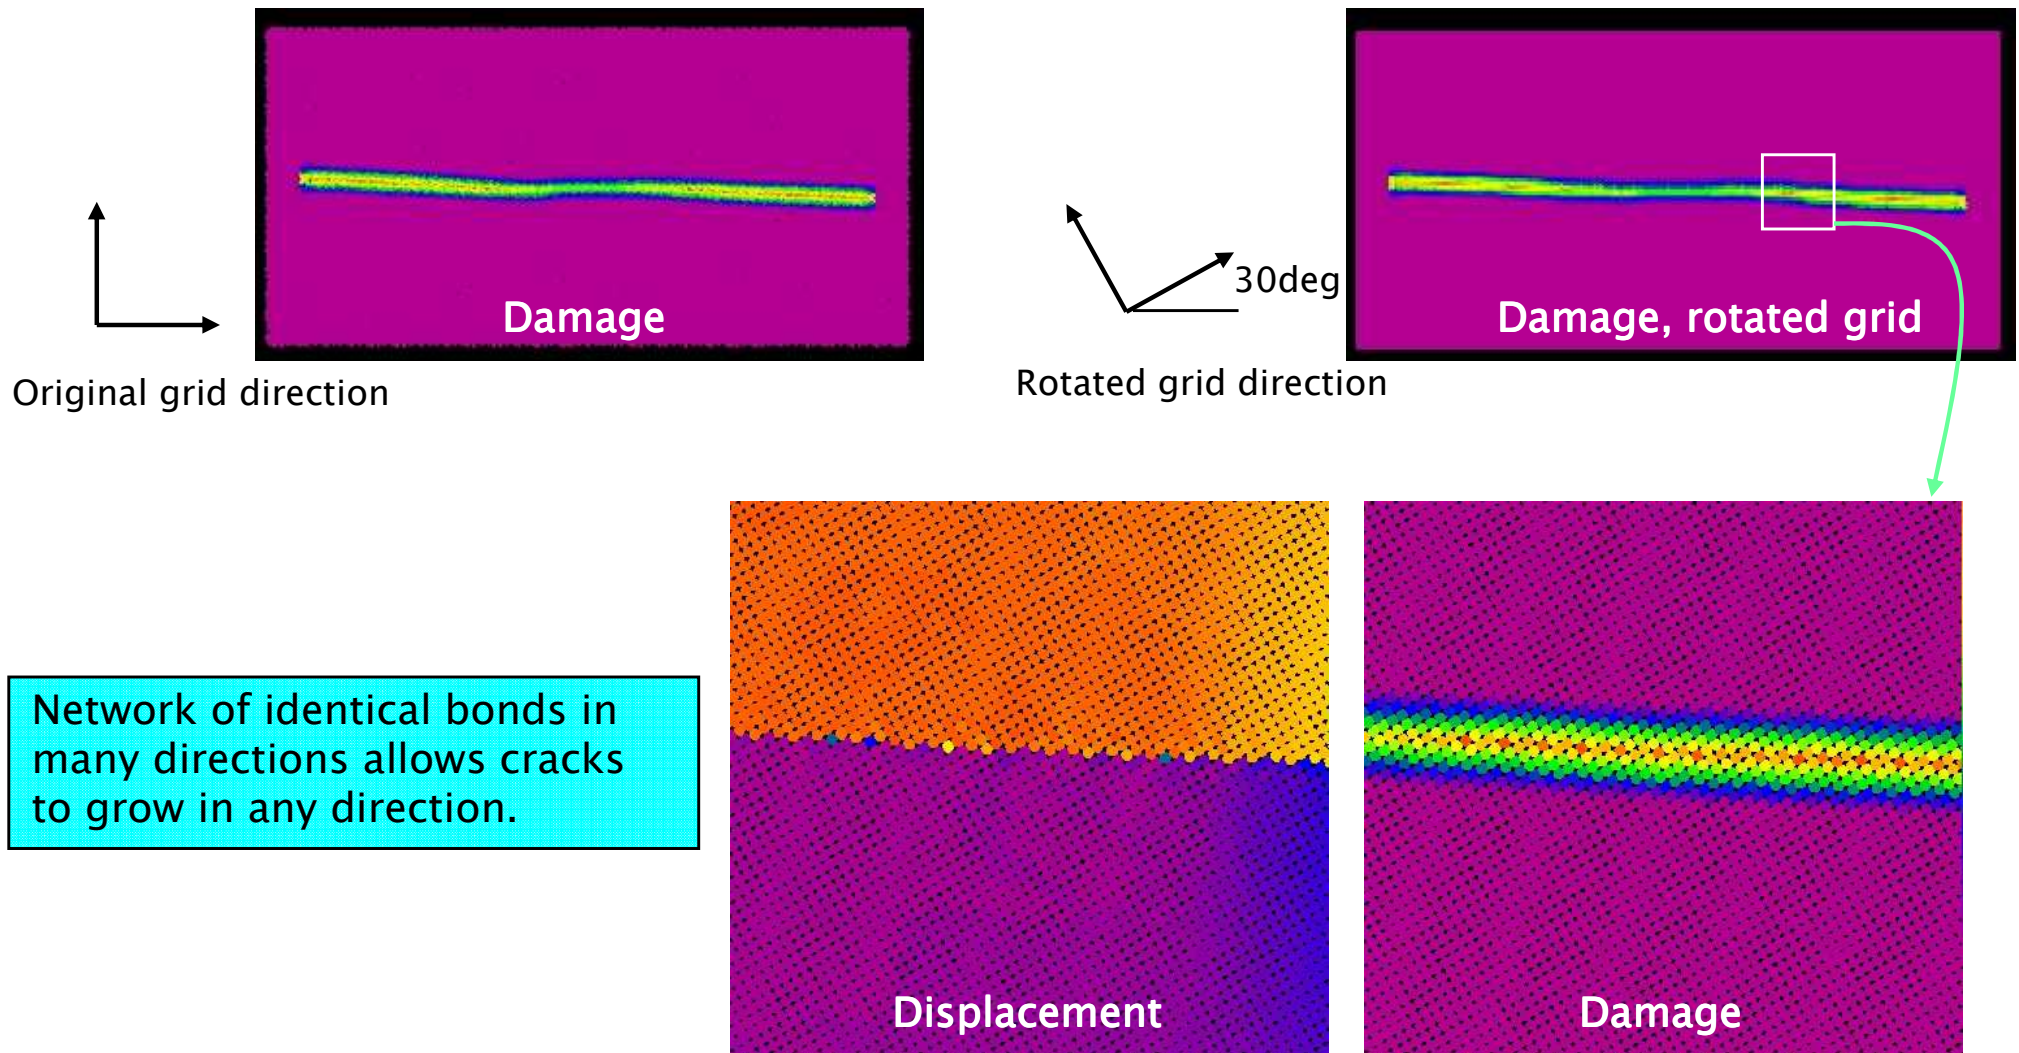 Damage
Original grid direction
30deg
Rotated grid direction
Damage, rotated grid
Network of identical bonds in
many directions allows cracks
to grow in any direction.
Displacement
Damage